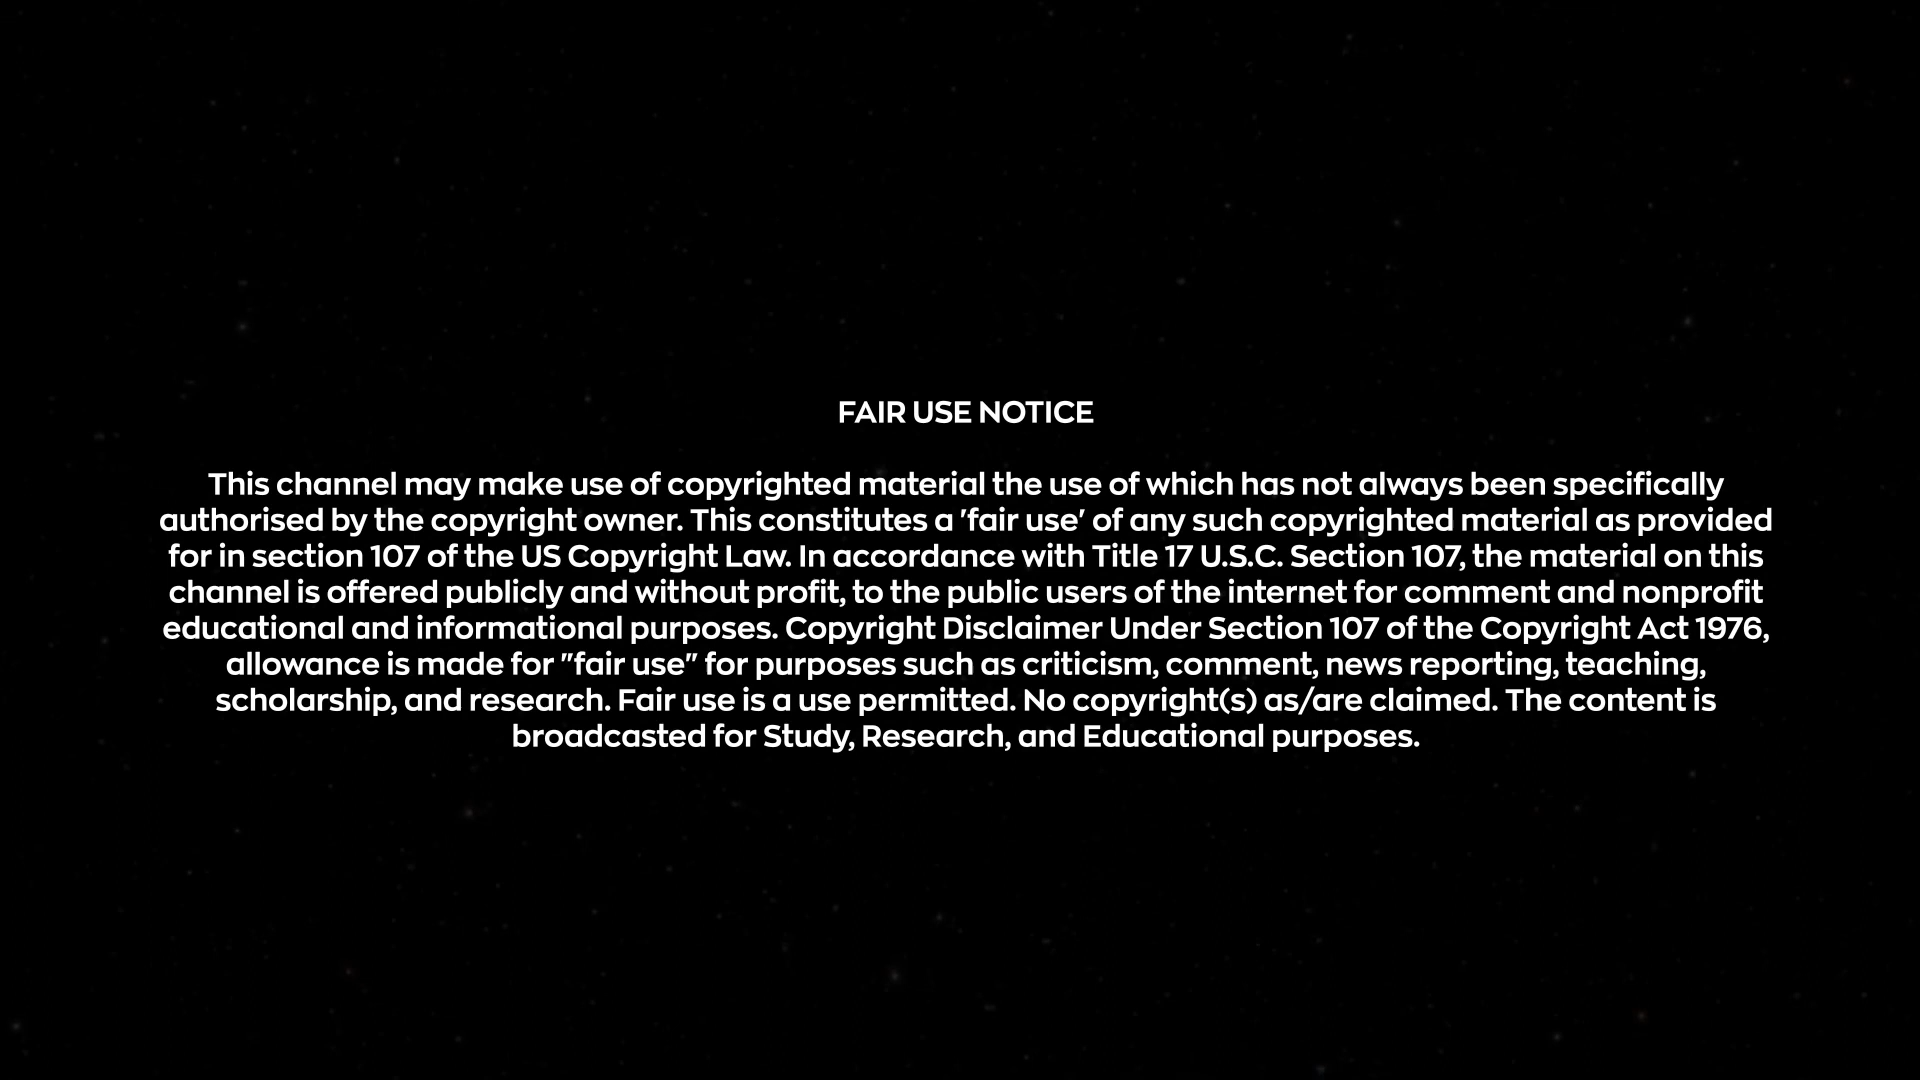 FAIR USE NOTICE
This channel may make use of copyrighted material the use of which has not always been specifically
authorised by the copyright owner. This constitutes a 'fair use' of any such copyrighted material as provided
for in section 107 of the US Copyright Law. In accordance with Title 17 U.S.C. Section 107, the material on this
channel is offered publicly and without profit, to the public users of the internet for comment and nonprofit
educational and informational purposes. Copyright Disclaimer Under Section 107 of the Copyright Act 1976,
allowance is made for "fair use" for purposes such as criticism, comment, news reporting, teaching,
scholarship, and research. Fair use is a use permitted. No copyright(s) as/are claimed. The content is
broadcasted for Study, Research, and Educational purposes.